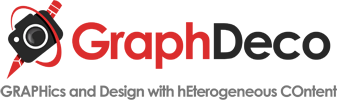 GraphDeco
GRAPHics and Design with hEterogeneous COntent